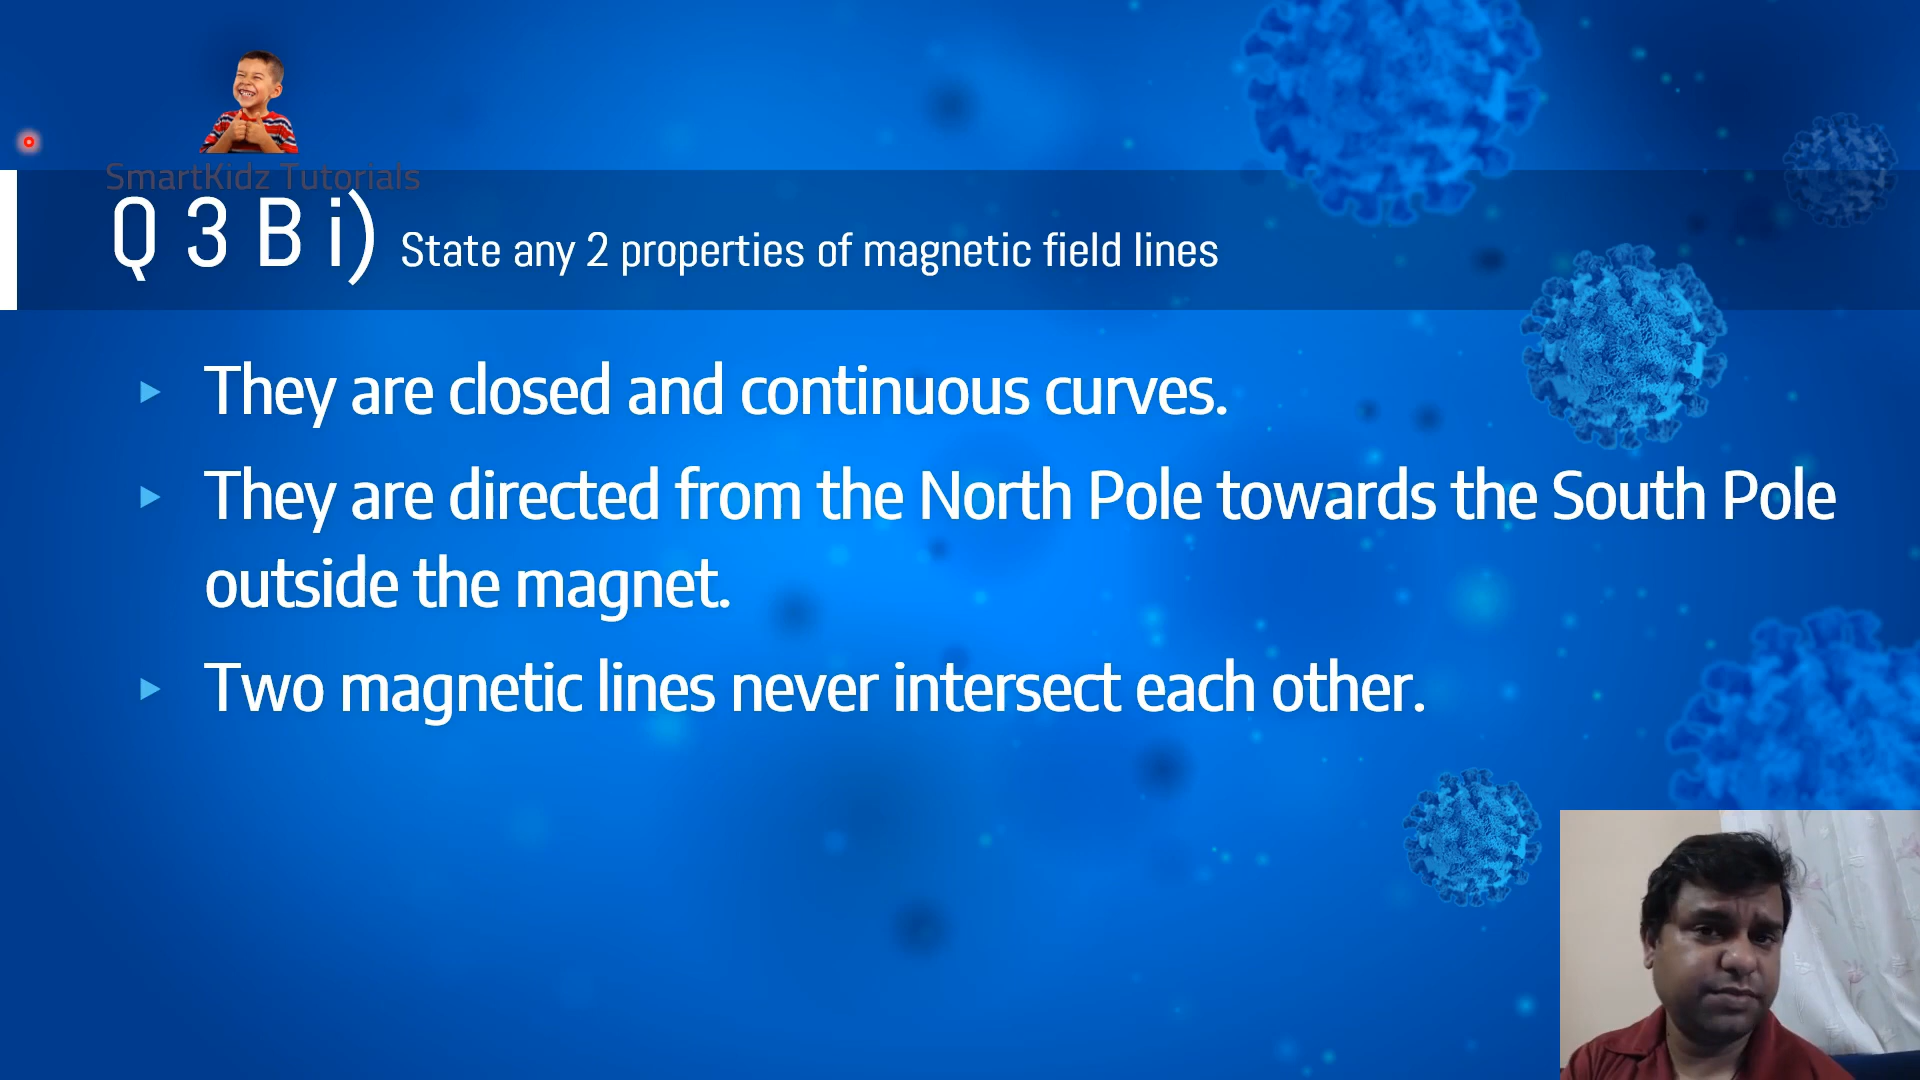 SmartKidz Tutorials
Q 3 B i) State any 2 properties of magnetic field lines
They are closed and continuous curves.
They are directed from the North Pole towards the South Pole
outside the magnet.
Two magnetic lines never intersect each other.